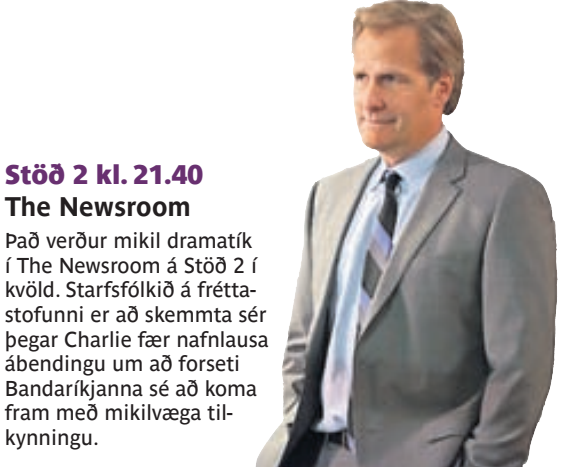 Stöð 2 kl. 21.40
The Newsroom
Það verður mikil dramatík
í The Newsroom á Stöð 2 í
kvöld. Starfsfólkið á frétta-
stofunni er að skemmta sér
þegar Charlie fær nafnlausa
ábendingu um að forseti
Bandaríkjanna sé að koma
fram með mikilvæga til-
kynningu.